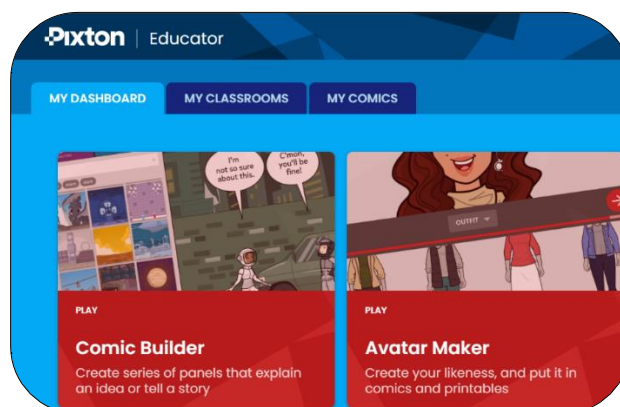 Pixton | Educator
MY DASHBOARD MY CLASSROOMS MY COMICS
I'm
not so sure
about this.
C'mon,
you'll be
fine!
OUTFIT
PLAY
Comic Builder
Create series of panels that explain
an idea or tell a story
PLAY
Avatar Maker
Create your likeness, and put it in
comics and printables